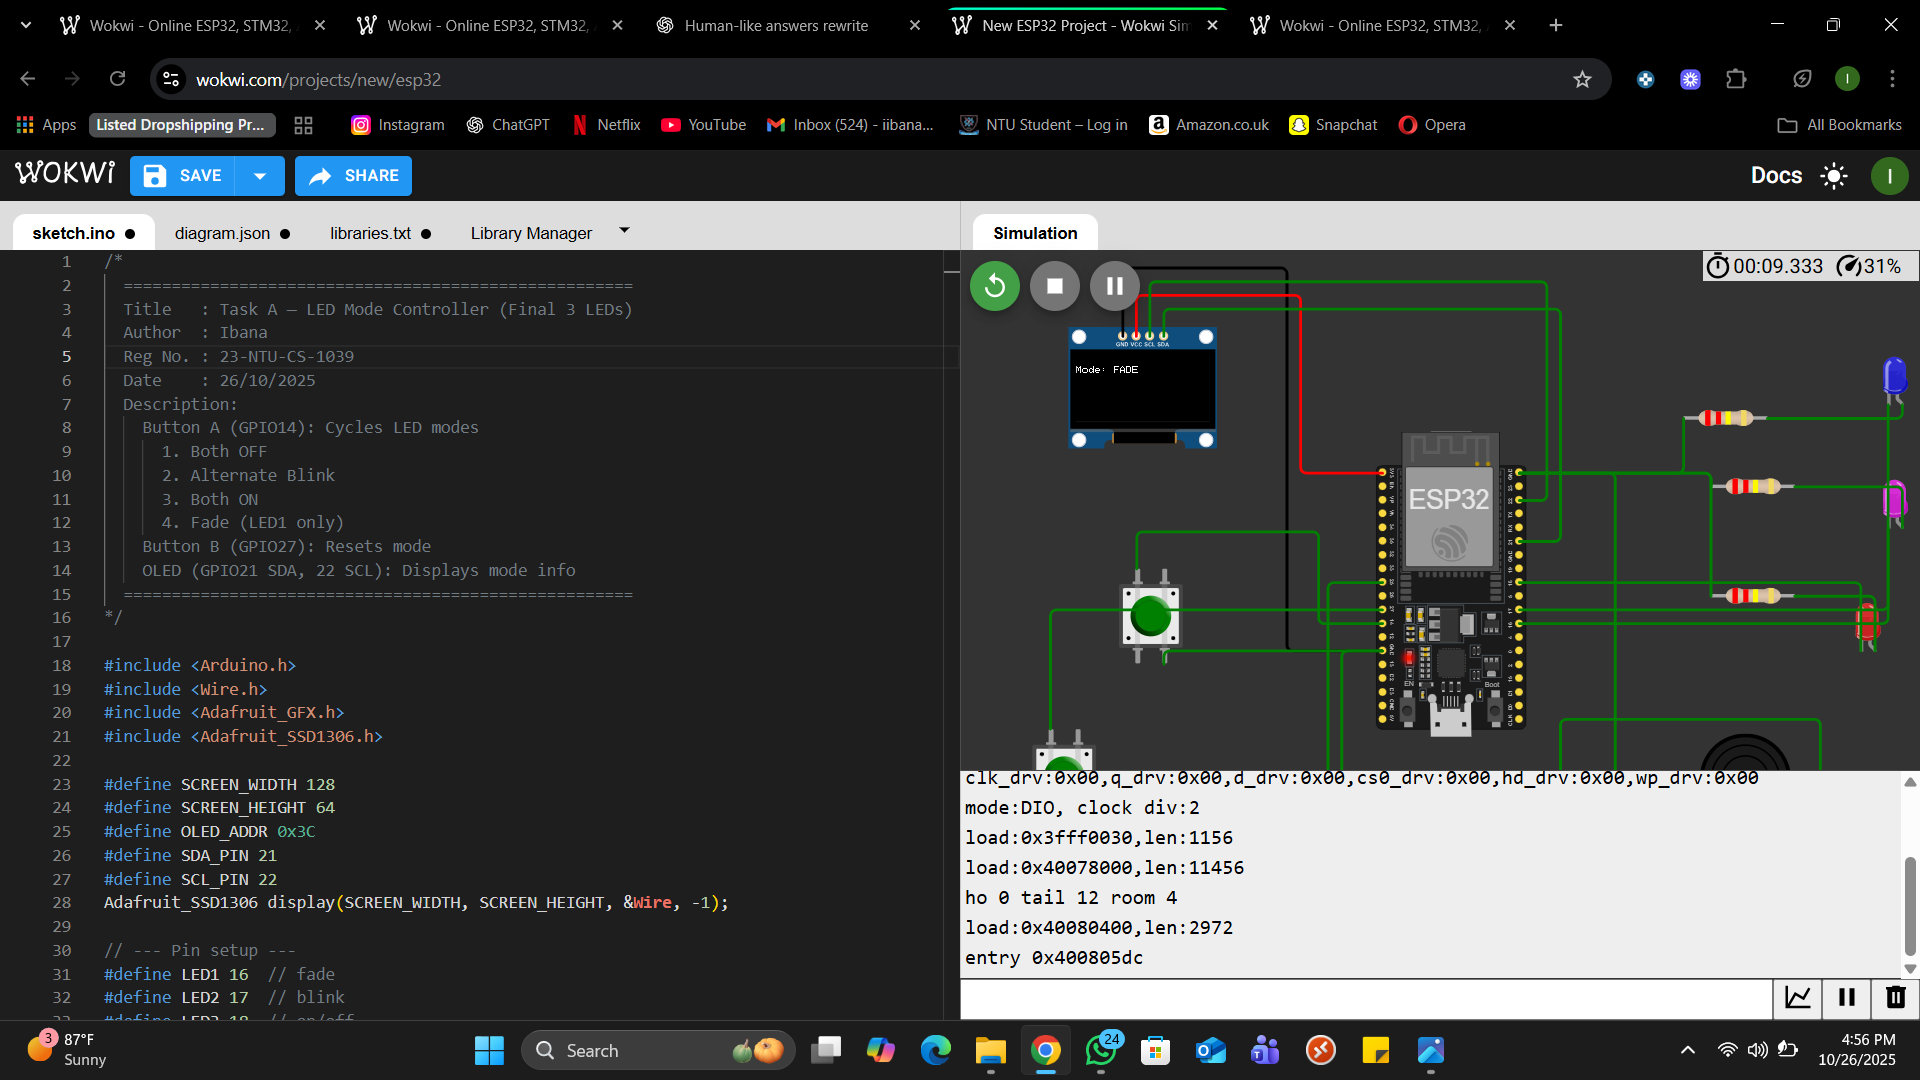 Wokwi - Online ESP32, STM32,
Wokwi - Online ESP32, STM32,
Human-like answers rewrite
New ESP32 Project - Wokwi Sim
Wokwi - Online ESP32, STM32,
wokwi.com/projects/new/esp32
I
Apps
Listed Dropshipping Pr...
Instagram
ChatGPT
Netflix
YouTube
Inbox (524) - iibana...
NTU Student – Log in
Amazon.co.uk
Snapchat
Opera
All Bookmarks
WOKWI
SAVE
SHARE
Docs
I
sketch.ino ●
diagram.json ●
libraries.txt ●
Library Manager
1 /*
2 =====================================================
3 Title   : Task A – LED Mode Controller (Final 3 LEDs)
4 Author  : Ibana
5 Reg No. : 23-NTU-CS-1039
6 Date    : 26/10/2025
7 Description:
8 Button A (GPIO14): Cycles LED modes
9 1. Both OFF
10 2. Alternate Blink
11 3. Both ON
12 4. Fade (LED1 only)
13 Button B (GPIO27): Resets mode
14 OLED (GPIO21 SDA, 22 SCL): Displays mode info
15 =====================================================
16 */
17
18 #include <Arduino.h>
19 #include <Wire.h>
20 #include <Adafruit_GFX.h>
21 #include <Adafruit_SSD1306.h>
22
23 #define SCREEN_WIDTH 128
24 #define SCREEN_HEIGHT 64
25 #define OLED_ADDR 0x3C
26 #define SDA_PIN 21
27 #define SCL_PIN 22
28 Adafruit_SSD1306 display(SCREEN_WIDTH, SCREEN_HEIGHT, &Wire, -1);
29
30 // --- Pin setup ---
31 #define LED1 16  // fade
32 #define LED2 17  // blink
33 #define LED3 18  // on/off
Simulation
00:09.333
31%
GND VCC SCL SDA
Mode: FADE
ESP32
EN
Boot
clk_drv:0x00,q_drv:0x00,d_drv:0x00,cs0_drv:0x00,hd_drv:0x00,wp_drv:0x00
mode:DIO, clock div:2
load:0x3fff0030,len:1156
load:0x40078000,len:11456
ho 0 tail 12 room 4
load:0x40080400,len:2972
entry 0x400805dc
3
87°F
Sunny
Search
24
4:56 PM
10/26/2025